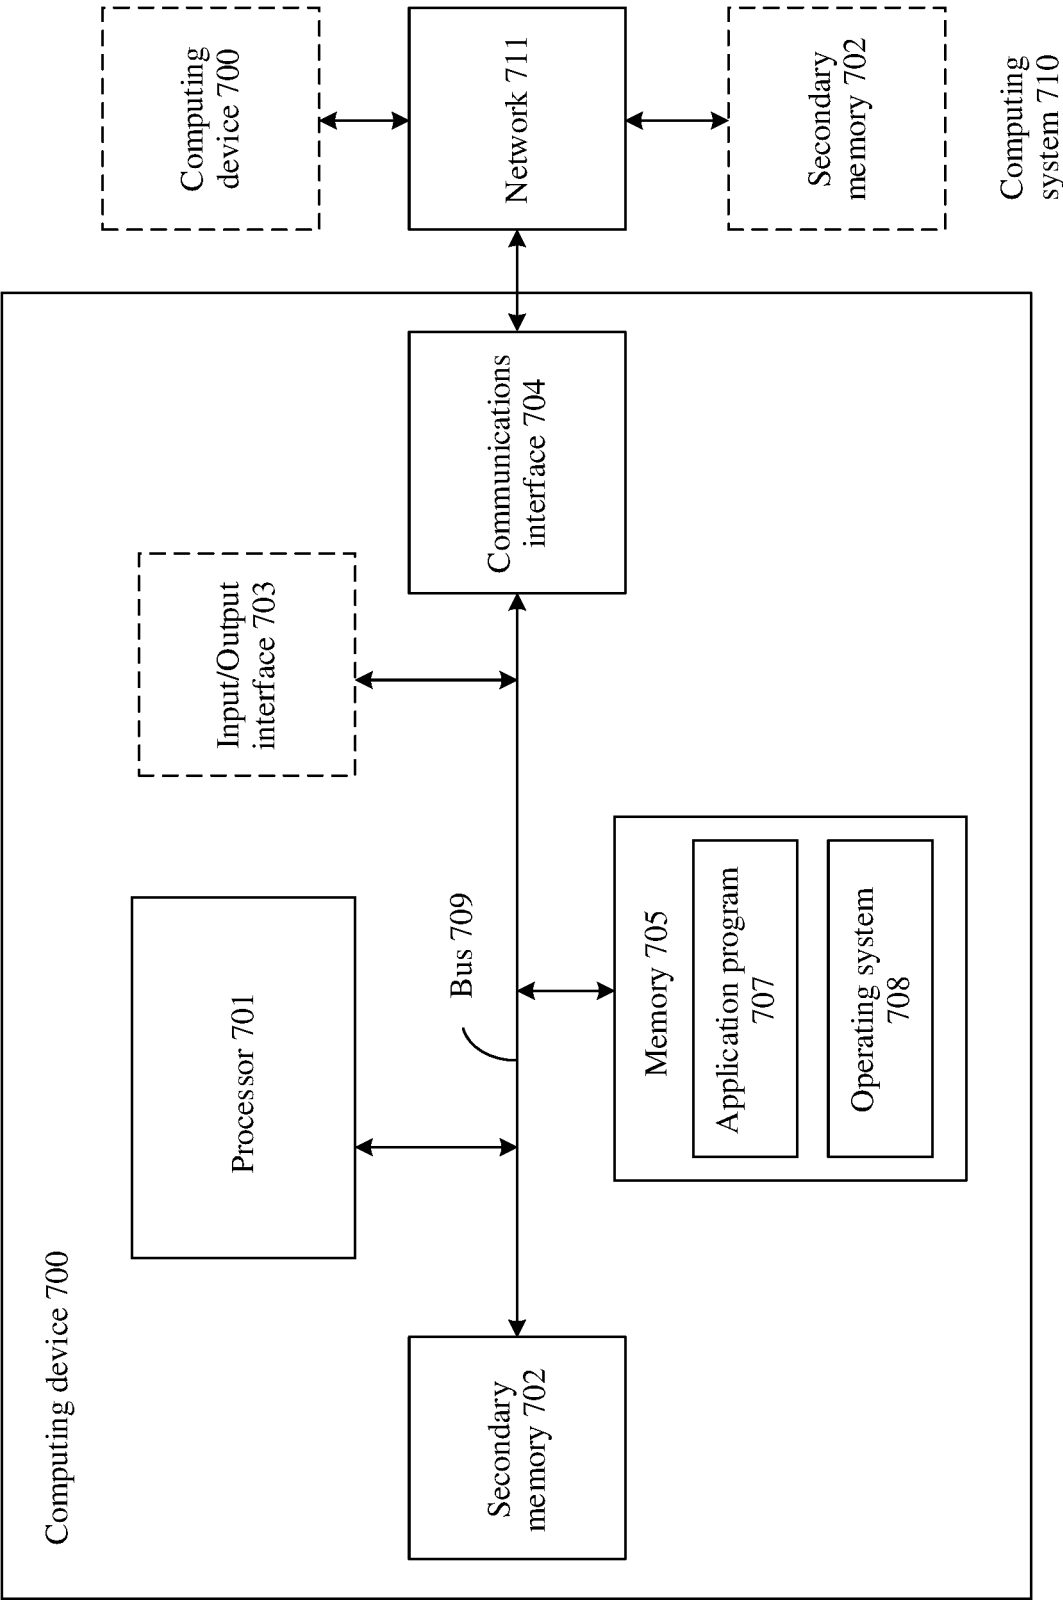 Computing device 700
Processor 701
Input/Output
interface 703
Computing
device 700
Secondary
memory 702
Bus 709
Communications
interface 704
Network 711
Memory 705
Application program
707
Operating system
708
Secondary
memory 702
Computing
system 710